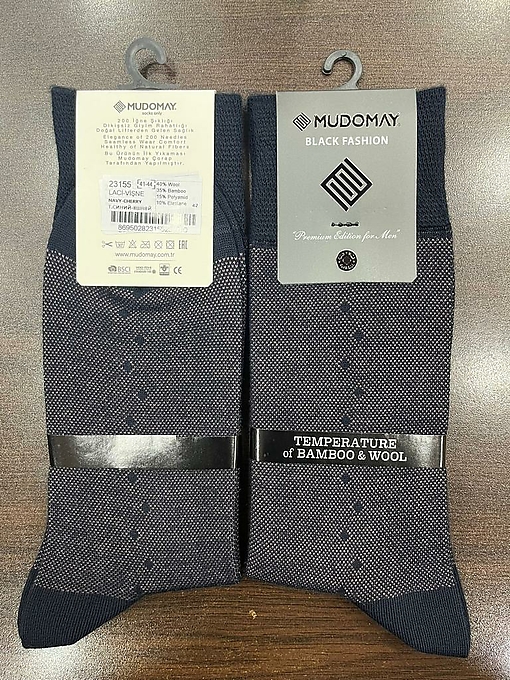 MUDOMAY
socks only
200 İğne Şıklığı
Dikişsiz Giyim Rahatlığı
Doğal Liflerden Gelen Sağlık
Elegance of 200 Needles
Seamless Wear Comfort
Healthy of Natural Fibers
Bu Ürünün İlk Yıkaması
Mudomay Çorap
Tarafından Yapılmıştır.
23155
41-44
40% Wool
35% Bamboo
15% Polyamid
10% Elastane
LACİ-VİŞNE
NAVY-CHERRY
www.mudomay.com.tr
BSCI
CE
MUDOMAY
BLACK FASHION
"Premium Edition for Men"
TEMPERATURE
of BAMBOO & WOOL